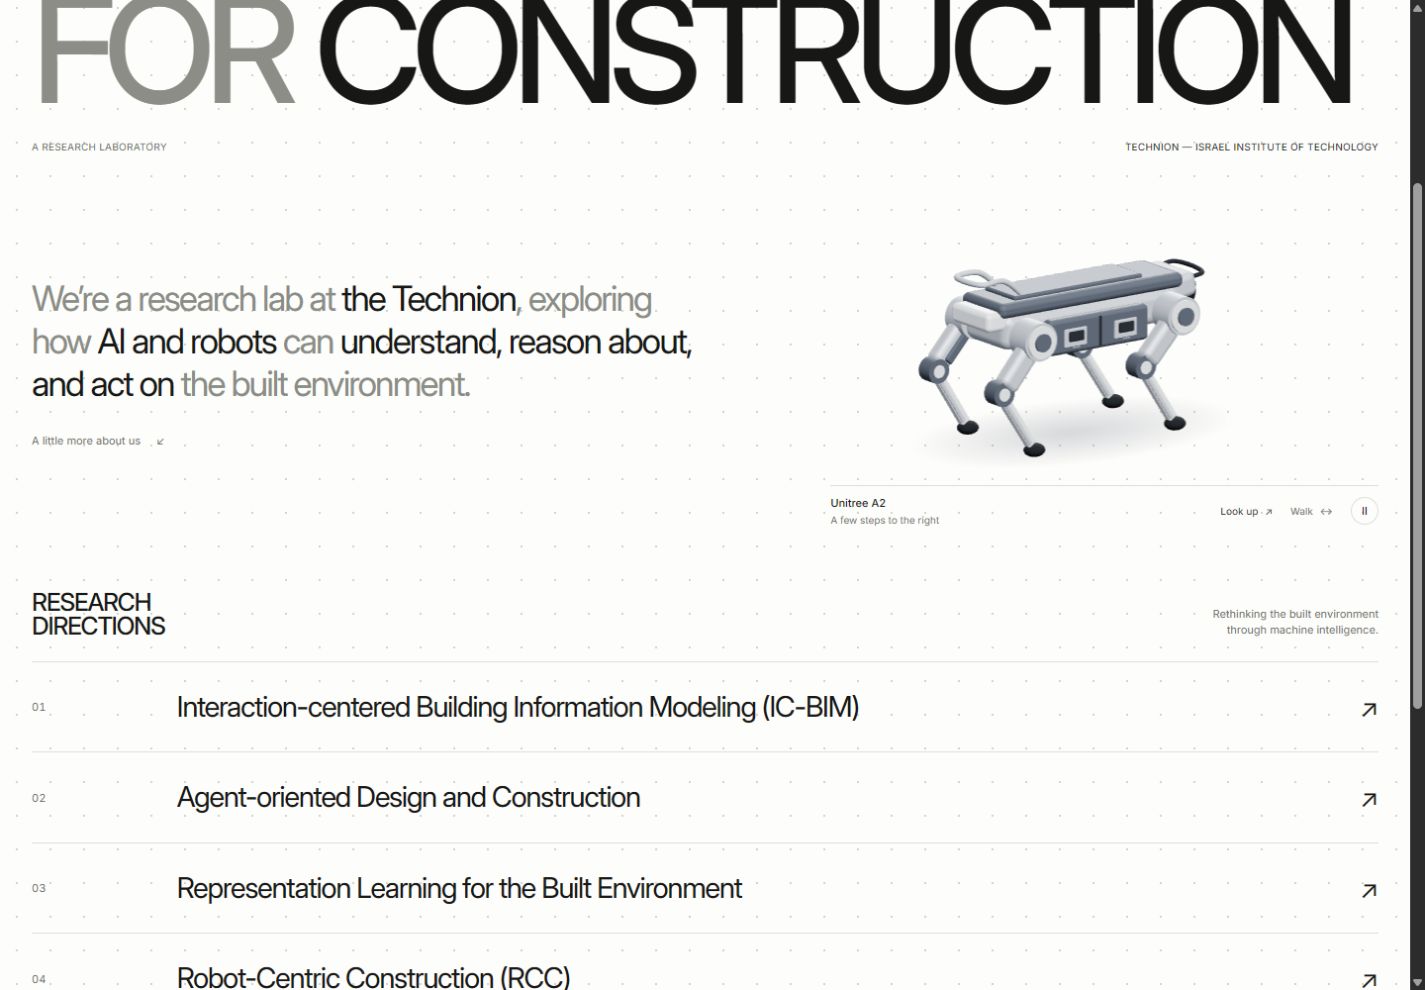 FOR CONSTRUCTION
A RESEARCH LABORATORY
TECHNION — ISRAEL INSTITUTE OF TECHNOLOGY
We're a research lab at the Technion, exploring
how AI and robots can understand, reason about,
and act on the built environment.
A little more about us ↙
Unitree A2
A few steps to the right
Look up ↗
Walk ↔
RESEARCH
DIRECTIONS
Rethinking the built environment
through machine intelligence.
01
Interaction-centered Building Information Modeling (IC-BIM)
02
Agent-oriented Design and Construction
03
Representation Learning for the Built Environment
04
Robot-Centric Construction (RCC)